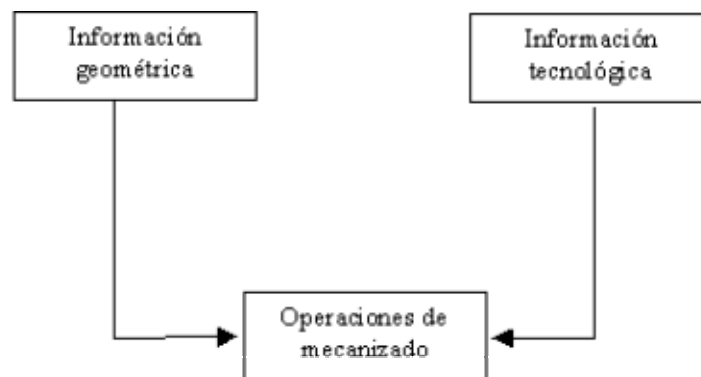 Información
geométrica
Información
tecnológica
Operaciones de
mecanizado